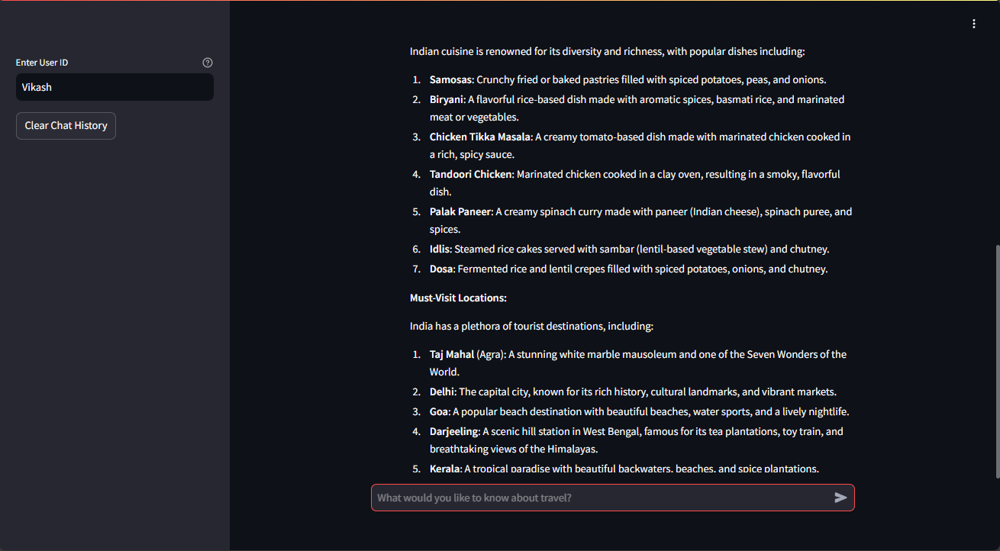 Enter User ID
Vikash
Clear Chat History
Indian cuisine is renowned for its diversity and richness, with popular dishes including:
1. Samosas: Crunchy fried or baked pastries filled with spiced potatoes, peas, and onions.
2. Biryani: A flavorful rice-based dish made with aromatic spices, basmati rice, and marinated
meat or vegetables.
3. Chicken Tikka Masala: A creamy tomato-based dish made with marinated chicken cooked in
a rich, spicy sauce.
4. Tandoori Chicken: Marinated chicken cooked in a clay oven, resulting in a smoky, flavorful
dish.
5. Palak Paneer: A creamy spinach curry made with paneer (Indian cheese), spinach puree, and
spices.
6. Idlis: Steamed rice cakes served with sambar (lentil-based vegetable stew) and chutney.
7. Dosa: Fermented rice and lentil crepes filled with spiced potatoes, onions, and chutney.
Must-Visit Locations:
India has a plethora of tourist destinations, including:
1. Taj Mahal (Agra): A stunning white marble mausoleum and one of the Seven Wonders of the
World.
2. Delhi: The capital city, known for its rich history, cultural landmarks, and vibrant markets.
3. Goa: A popular beach destination with beautiful beaches, water sports, and a lively nightlife.
4. Darjeeling: A scenic hill station in West Bengal, famous for its tea plantations, toy train, and
breathtaking views of the Himalayas.
5. Kerala: A tropical paradise with beautiful backwaters, beaches, and spice plantations.
What would you like to know about travel?